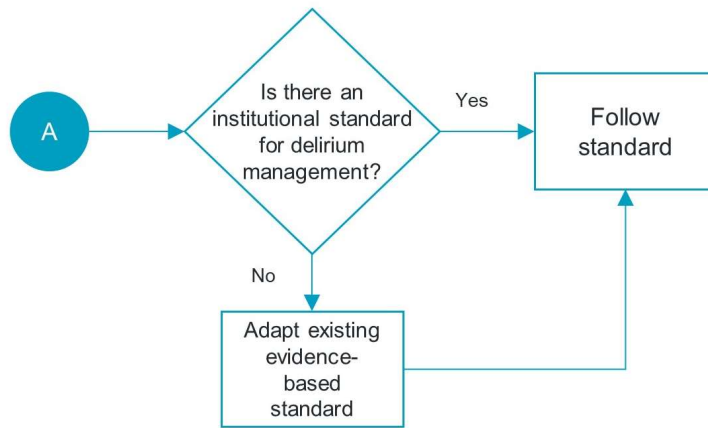 A
Is there an
institutional standard
for delirium
management?
Yes
Follow
standard
No
Adapt existing
evidence-
based
standard